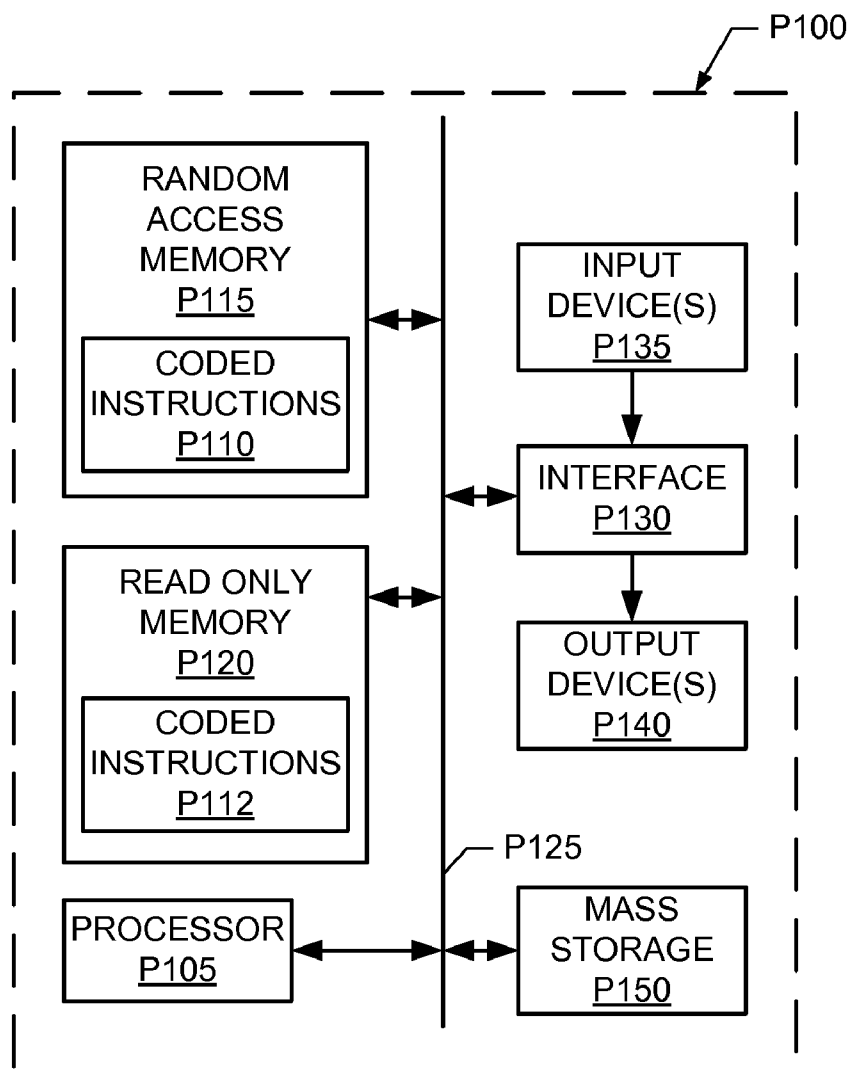 P100
RANDOM
ACCESS
MEMORY
P115
CODED
INSTRUCTIONS
P110
READ ONLY
MEMORY
P120
CODED
INSTRUCTIONS
P112
PROCESSOR
P105
INPUT
DEVICE(S)
P135
INTERFACE
P130
OUTPUT
DEVICE(S)
P140
P125
MASS
STORAGE
P150